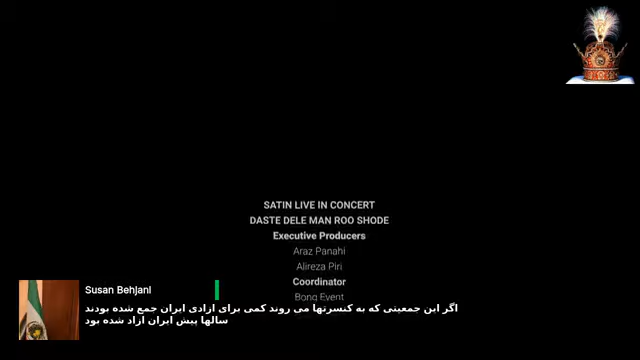 SATIN LIVE IN CONCERT
DASTE DELE MAN ROO SHODE
Executive Producers
Araz Panahi
Alireza Piri
Coordinator
Bong Event
Susan Behjani
اگر این جمعیتی که به کنسرتها می روند کمی برای ازادی ایران جمع شده بودند
سالها پیش ایران ازاد شده بود